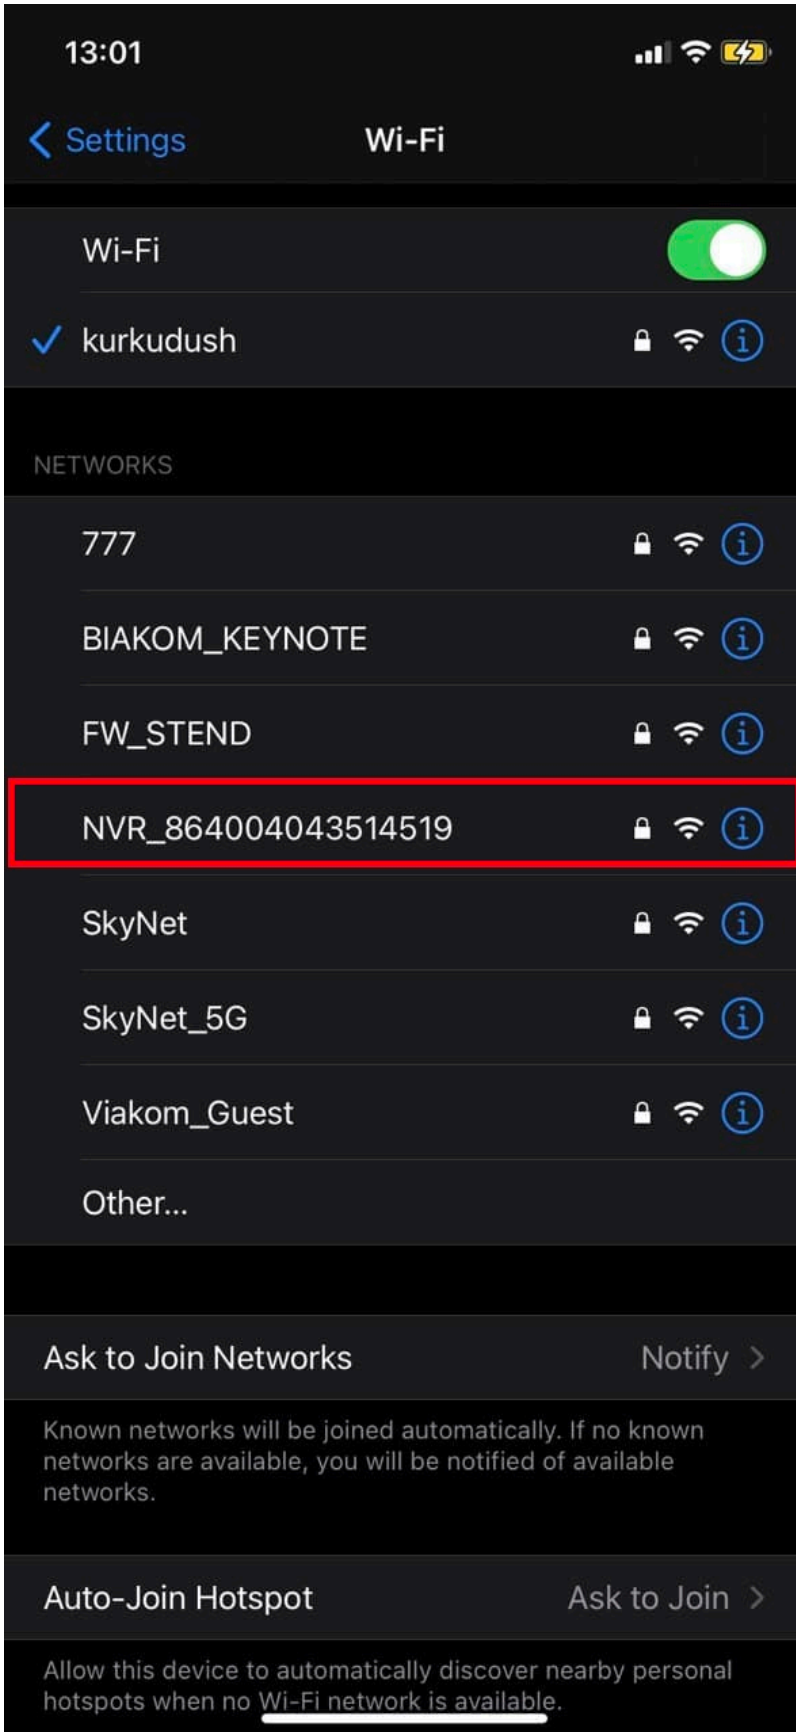 13:01
Settings
Wi-Fi
Wi-Fi
kurkudush
NETWORKS
777
BIAKOM_KEYNOTE
FW_STEND
NVR_864004043514519
SkyNet
SkyNet_5G
Viakom_Guest
Other...
Ask to Join Networks Notify
Known networks will be joined automatically. If no known
networks are available, you will be notified of available
networks.
Auto-Join Hotspot Ask to Join
Allow this device to automatically discover nearby personal
hotspots when no Wi-Fi network is available.